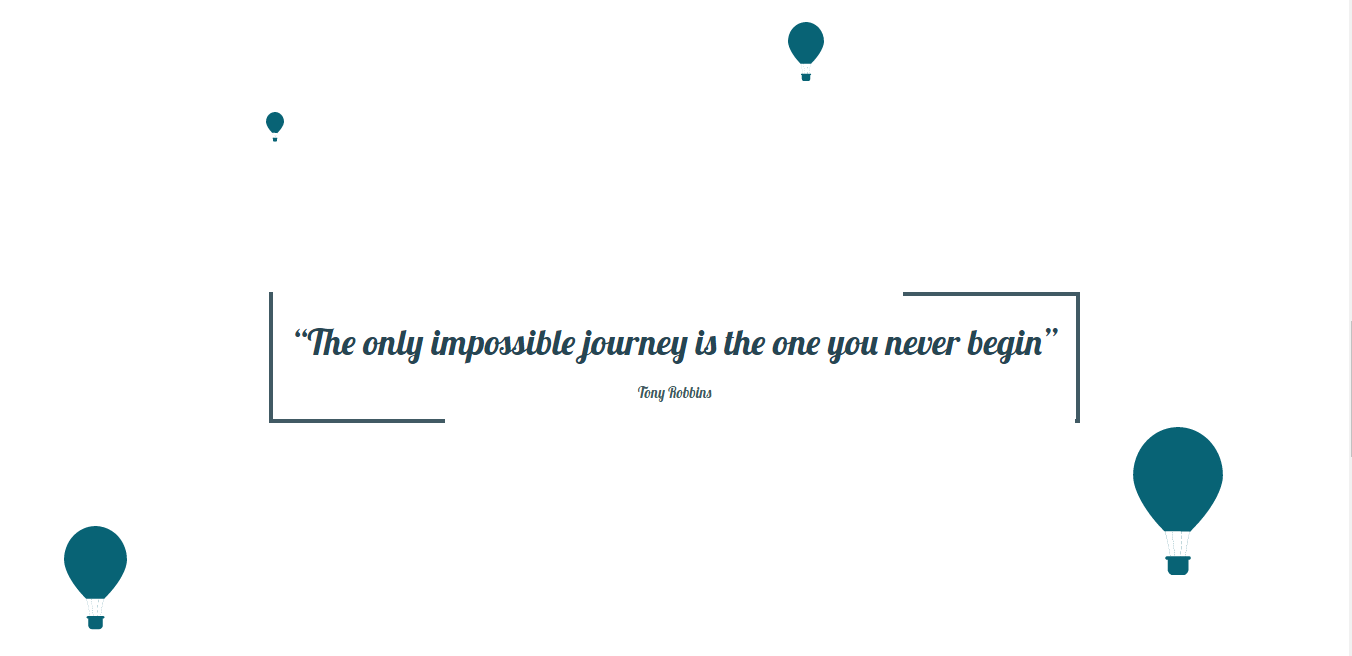 “The only impossible journey is the one you never begin”
Tony Robbins